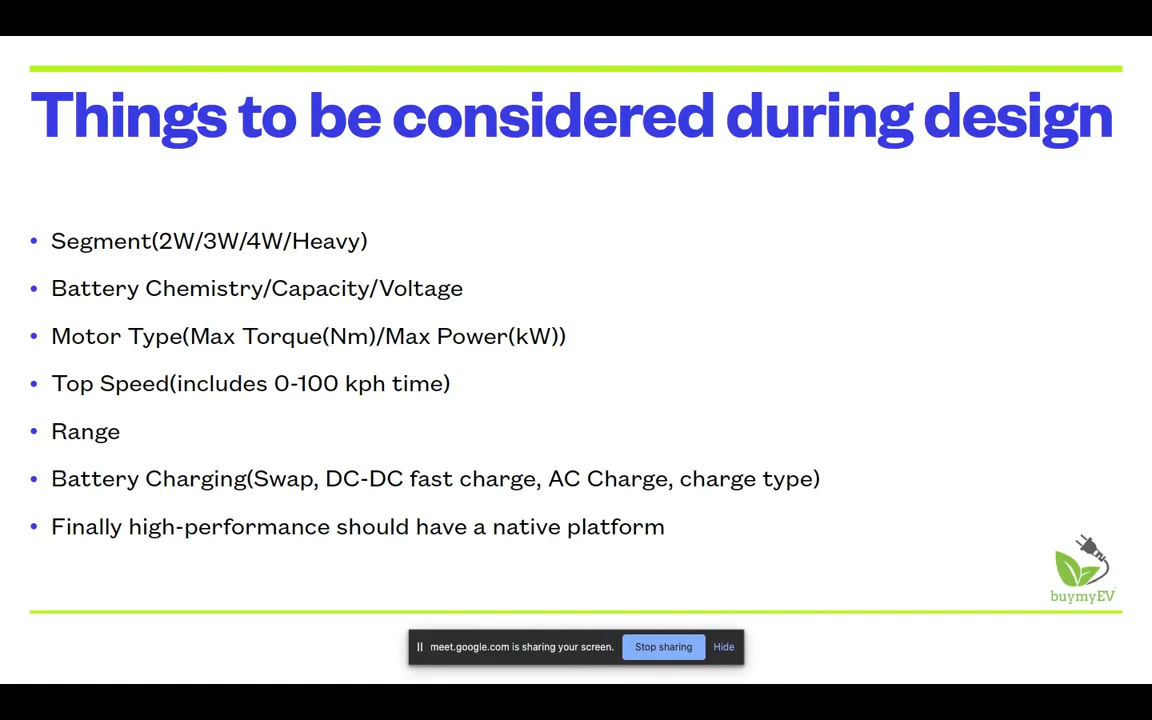 Things to be considered during design
• Segment(2W/3W/4W/Heavy)
• Battery Chemistry/Capacity/Voltage
• Motor Type(Max Torque(Nm)/Max Power(kW))
• Top Speed(includes 0-100 kph time)
• Range
• Battery Charging(Swap, DC-DC fast charge, AC Charge, charge type)
• Finally high-performance should have a native platform
buymyEV
meet.google.com is sharing your screen. Stop sharing Hide